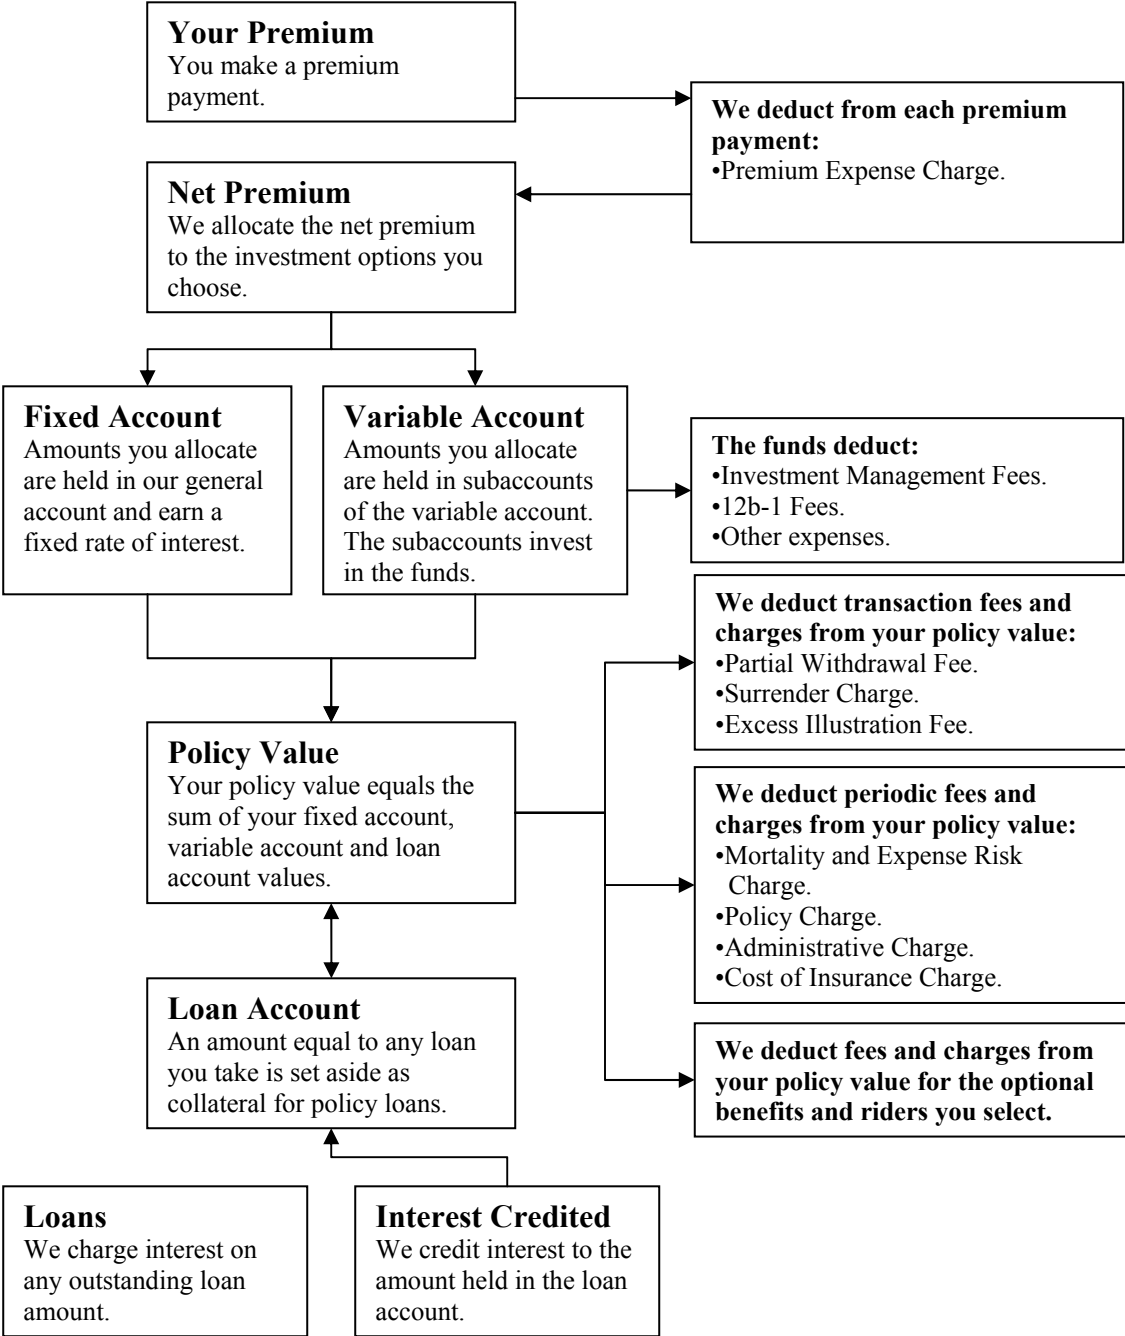 Your Premium
You make a premium
payment.
We deduct from each premium
payment:
•Premium Expense Charge.
Net Premium
We allocate the net premium
to the investment options you
choose.
Fixed Account
Amounts you allocate
are held in our general
account and earn a
fixed rate of interest.
Variable Account
Amounts you allocate
are held in subaccounts
of the variable account.
The subaccounts invest
in the funds.
The funds deduct:
•Investment Management Fees.
•12b-1 Fees.
•Other expenses.
We deduct transaction fees and
charges from your policy value:
•Partial Withdrawal Fee.
•Surrender Charge.
•Excess Illustration Fee.
Policy Value
Your policy value equals the
sum of your fixed account,
variable account and loan
account values.
We deduct periodic fees and
charges from your policy value:
•Mortality and Expense Risk
Charge.
•Policy Charge.
•Administrative Charge.
•Cost of Insurance Charge.
Loan Account
An amount equal to any loan
you take is set aside as
collateral for policy loans.
We deduct fees and charges from
your policy value for the optional
benefits and riders you select.
Loans
We charge interest on
any outstanding loan
amount.
Interest Credited
We credit interest to the
amount held in the loan
account.